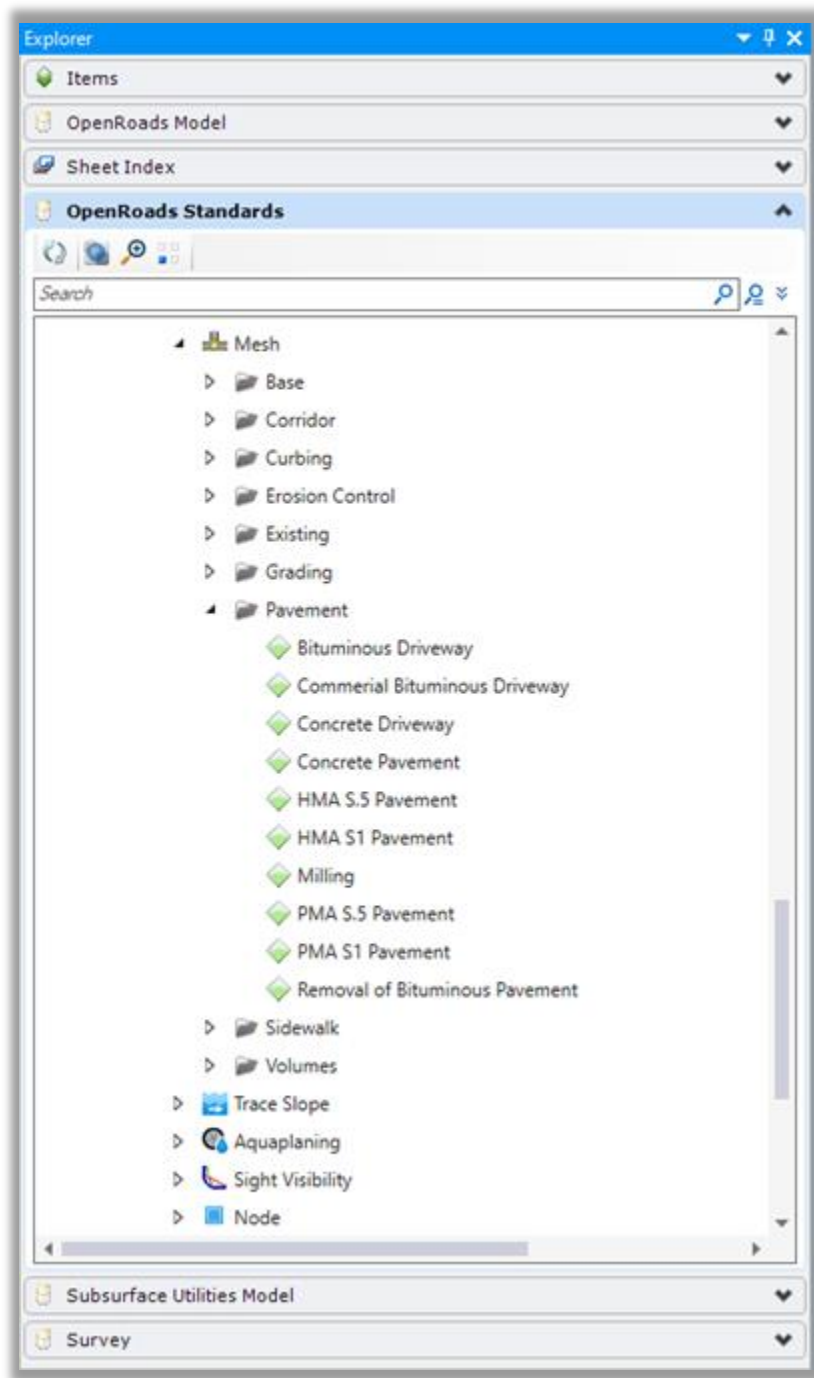 Explorer
Items
OpenRoads Model
Sheet Index
OpenRoads Standards
Search
Mesh
Base
Corridor
Curbing
Erosion Control
Existing
Grading
Pavement
Bituminous Driveway
Commerial Bituminous Driveway
Concrete Driveway
Concrete Pavement
HMA S.5 Pavement
HMA S1 Pavement
Milling
PMA S.5 Pavement
PMA S1 Pavement
Removal of Bituminous Pavement
Sidewalk
Volumes
Trace Slope
Aquaplaning
Sight Visibility
Node
Subsurface Utilities Model
Survey